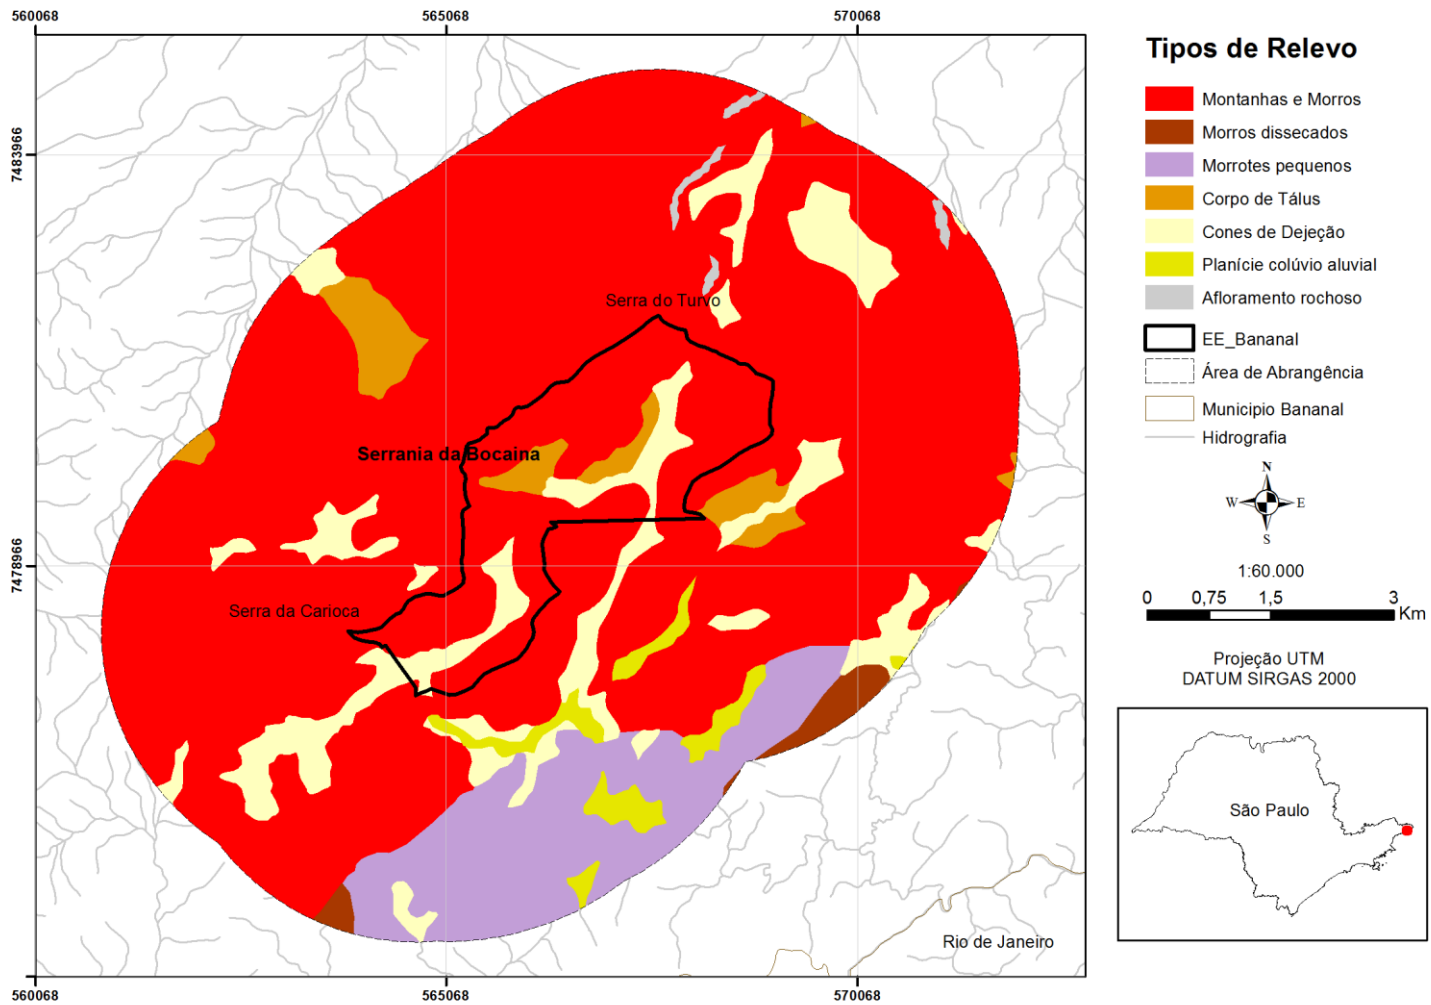 560068
565068
570068
7483966
7478966
Serra do Turvo
Serrania da Bocaina
Serra da Carioca
Rio de Janeiro
560068
565068
570068
Tipos de Relevo
Montanhas e Morros
Morros dissecados
Morrotes pequenos
Corpo de Tálus
Cones de Dejeção
Planície colúvio aluvial
Afloramento rochoso
EE_Bananal
Área de Abrangência
Municipio Bananal
Hidrografia
N
W
E
S
1:60.000
0 0,75 1,5 3
Km
Projeção UTM
DATUM SIRGAS 2000
São Paulo